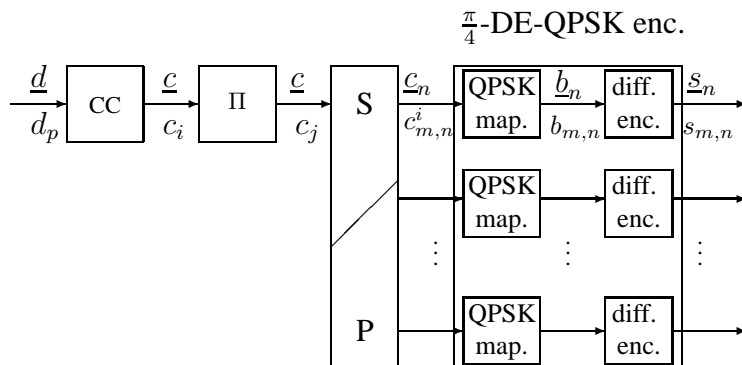 π/4-DE-QPSK enc.
d c c c_n b_n s_n
CC Π S QPSK map. diff. enc.
d_p c_i c_j c^i_{m,n} b_{m,n} s_{m,n}
QPSK map. diff. enc.
⋮ ⋮ ⋮
P QPSK map. diff. enc.